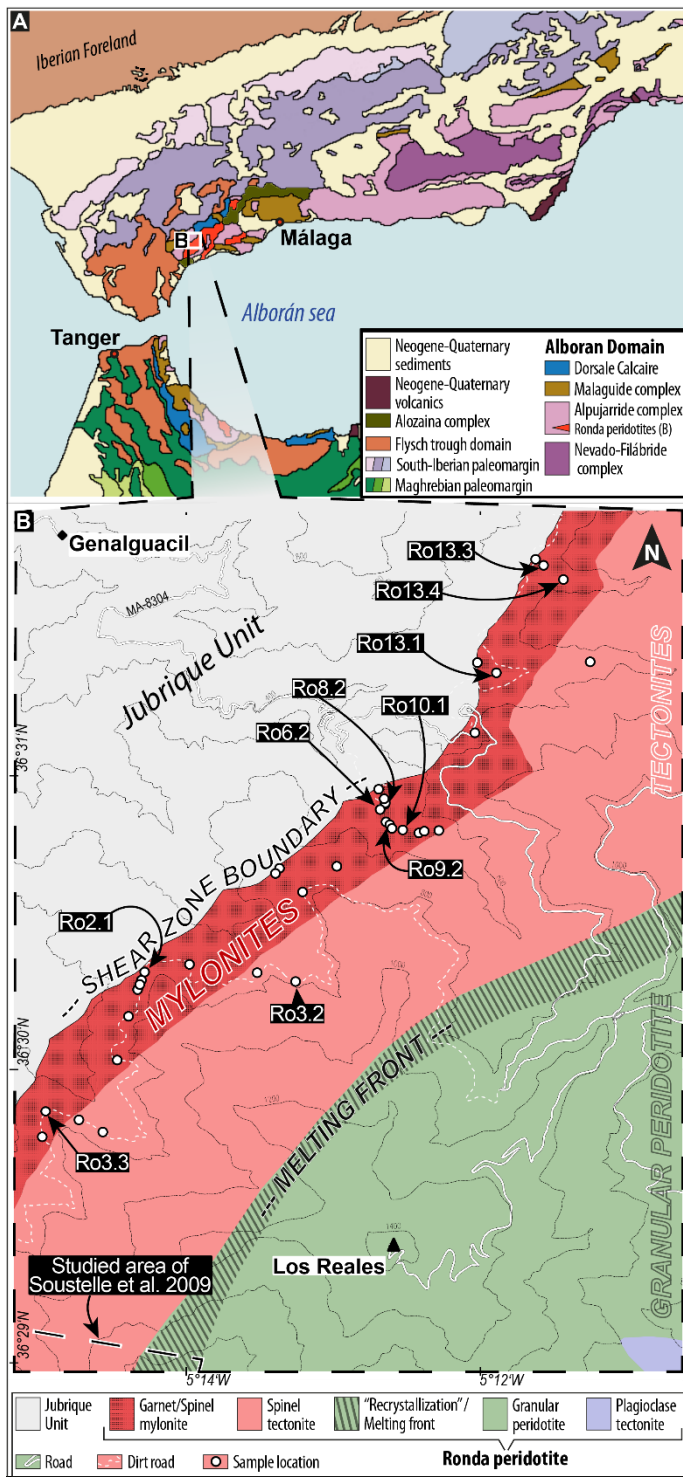 A
Iberian Foreland
B
Málaga
Alborán sea
Tanger
Neogene-Quaternary
sediments
Neogene-Quaternary
volcanics
Alozaina complex
Flysch trough domain
South-Iberian paleomargin
Maghrebian paleomargin
Alboran Domain
Dorsale Calcaire
Malaguide complex
Alpujarride complex
Ronda peridotites (B)
Nevado-Filábride
complex
B
Genalguacil
MA-8304
N
Ro13.3
Ro13.4
Jubrique Unit
Ro13.1
Ro8.2
Ro10.1
Ro6.2
TECTONITES
36°31'N
--- SHEAR ZONE BOUNDARY ---
Ro9.2
Ro2.1
MYLONITES
Ro3.2
36°30'N
--- MELTING FRONT ---
GRANULAR PERIDOTITE
Ro3.3
1400
Los Reales
Studied area of
Soustelle et al. 2009
36°29'N
5°14'W
5°12'W
Jubrique
Unit
Garnet/Spinel
mylonite
Spinel
tectonite
"Recrystallization"/
Melting front
Granular
peridotite
Plagioclase
tectonite
Road
Dirt road
Sample location
Ronda peridotite